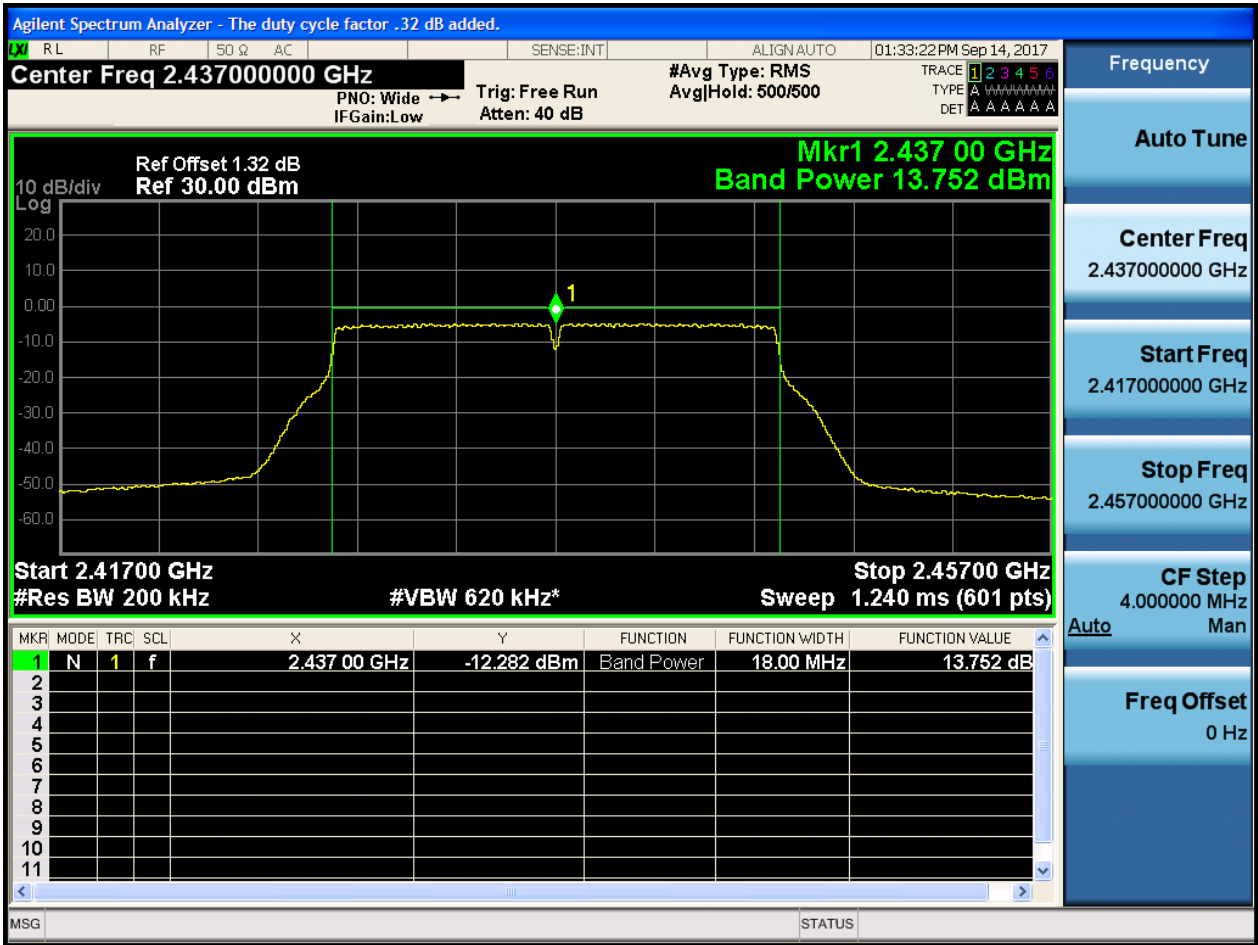 Agilent Spectrum Analyzer - The duty cycle factor .32 dB added.
LXI RL RF 50 Ω AC SENSE:INT ALIGN AUTO 01:33:22 PM Sep 14, 2017
Center Freq 2.437000000 GHz
PNO: Wide
IFGain:Low
Trig: Free Run
Atten: 40 dB
#Avg Type: RMS
Avg|Hold: 500/500
TRACE 1 2 3 4 5 6
TYPE A WWWWWW
DET A A A A A A
Mkr1 2.437 00 GHz
Band Power 13.752 dBm
Ref Offset 1.32 dB
10 dB/div Ref 30.00 dBm
Log
20.0
10.0
0.00
-10.0
-20.0
-30.0
-40.0
-50.0
-60.0
1
Start 2.41700 GHz Stop 2.45700 GHz
#Res BW 200 kHz #VBW 620 kHz* Sweep 1.240 ms (601 pts)
MKR MODE TRC SCL X Y FUNCTION FUNCTION WIDTH FUNCTION VALUE
1 N 1 f 2.437 00 GHz -12.282 dBm Band Power 18.00 MHz 13.752 dB
2
3
4
5
6
7
8
9
10
11
MSG STATUS
Frequency
Auto Tune
Center Freq
2.437000000 GHz
Start Freq
2.417000000 GHz
Stop Freq
2.457000000 GHz
CF Step
4.000000 MHz
Auto Man
Freq Offset
0 Hz